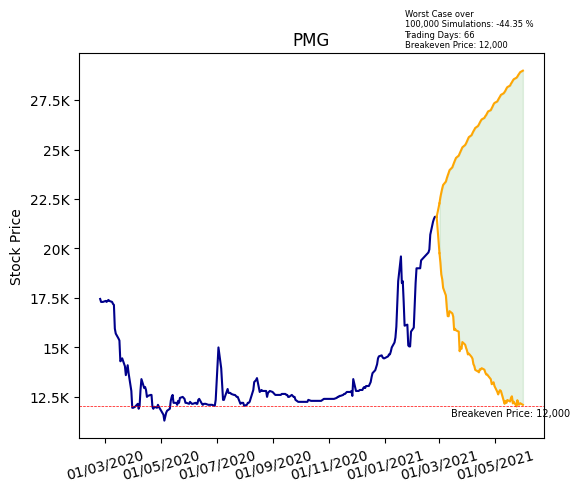 Worst Case over
100,000 Simulations: -44.35 %
Trading Days: 66
Breakeven Price: 12,000
PMG
Stock Price
27.5K
25K
22.5K
20K
17.5K
15K
12.5K
Breakeven Price: 12,000
01/03/2020
01/05/2020
01/07/2020
01/09/2020
01/11/2020
01/01/2021
01/03/2021
01/05/2021